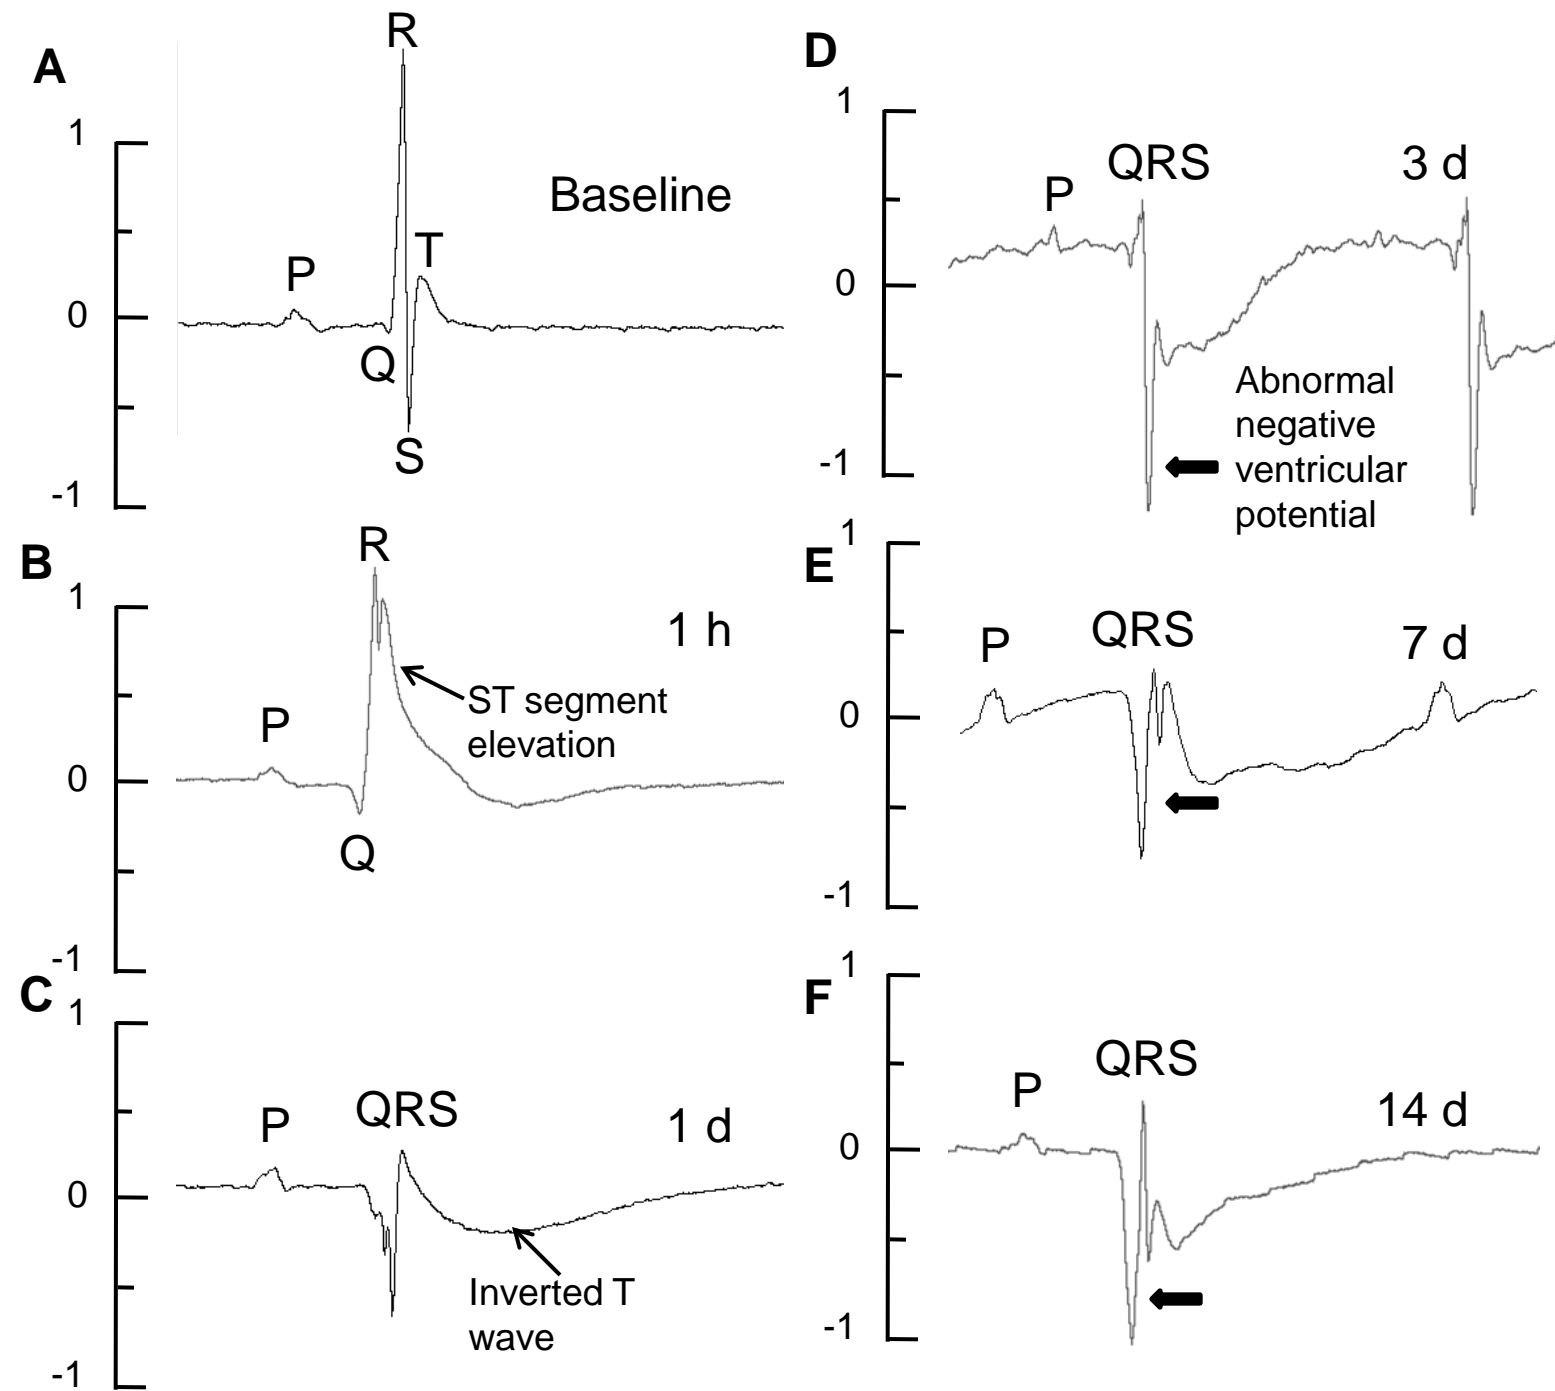 A
R
1
Baseline
T
P
0
Q
S
-1
B
R
1
1 h
ST segment
elevation
P
0
Q
-1
C
1
QRS
P
1 d
0
Inverted T
wave
-1
D
1
QRS
3 d
P
0
Abnormal
negative
ventricular
potential
-1
E
1
QRS
P
7 d
0
-1
F
1
QRS
P
14 d
0
-1